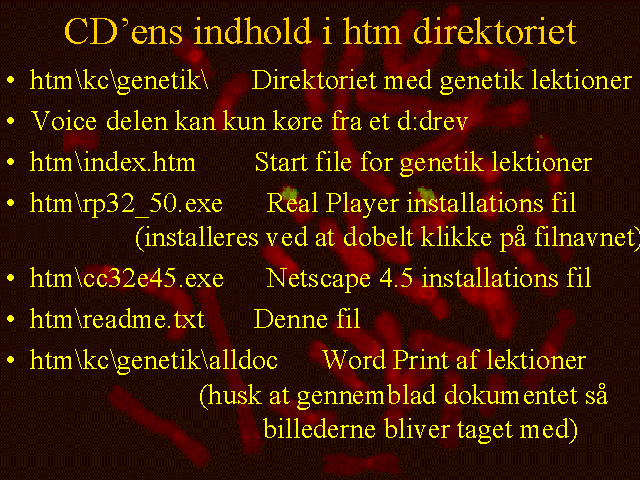 CD’ens indhold i htm direktoriet
• htm\kc\genetik\ Direktoriet med genetik lektioner
• Voice delen kan kun køre fra et d:drev
• htm\index.htm Start file for genetik lektioner
• htm\rp32_50.exe Real Player installations fil
(installeres ved at dobelt klikke på filnavnet)
• htm\cc32e45.exe Netscape 4.5 installations fil
• htm\readme.txt Denne fil
• htm\kc\genetik\alldoc Word Print af lektioner
(husk at gennemblad dokumentet så
billederne bliver taget med)